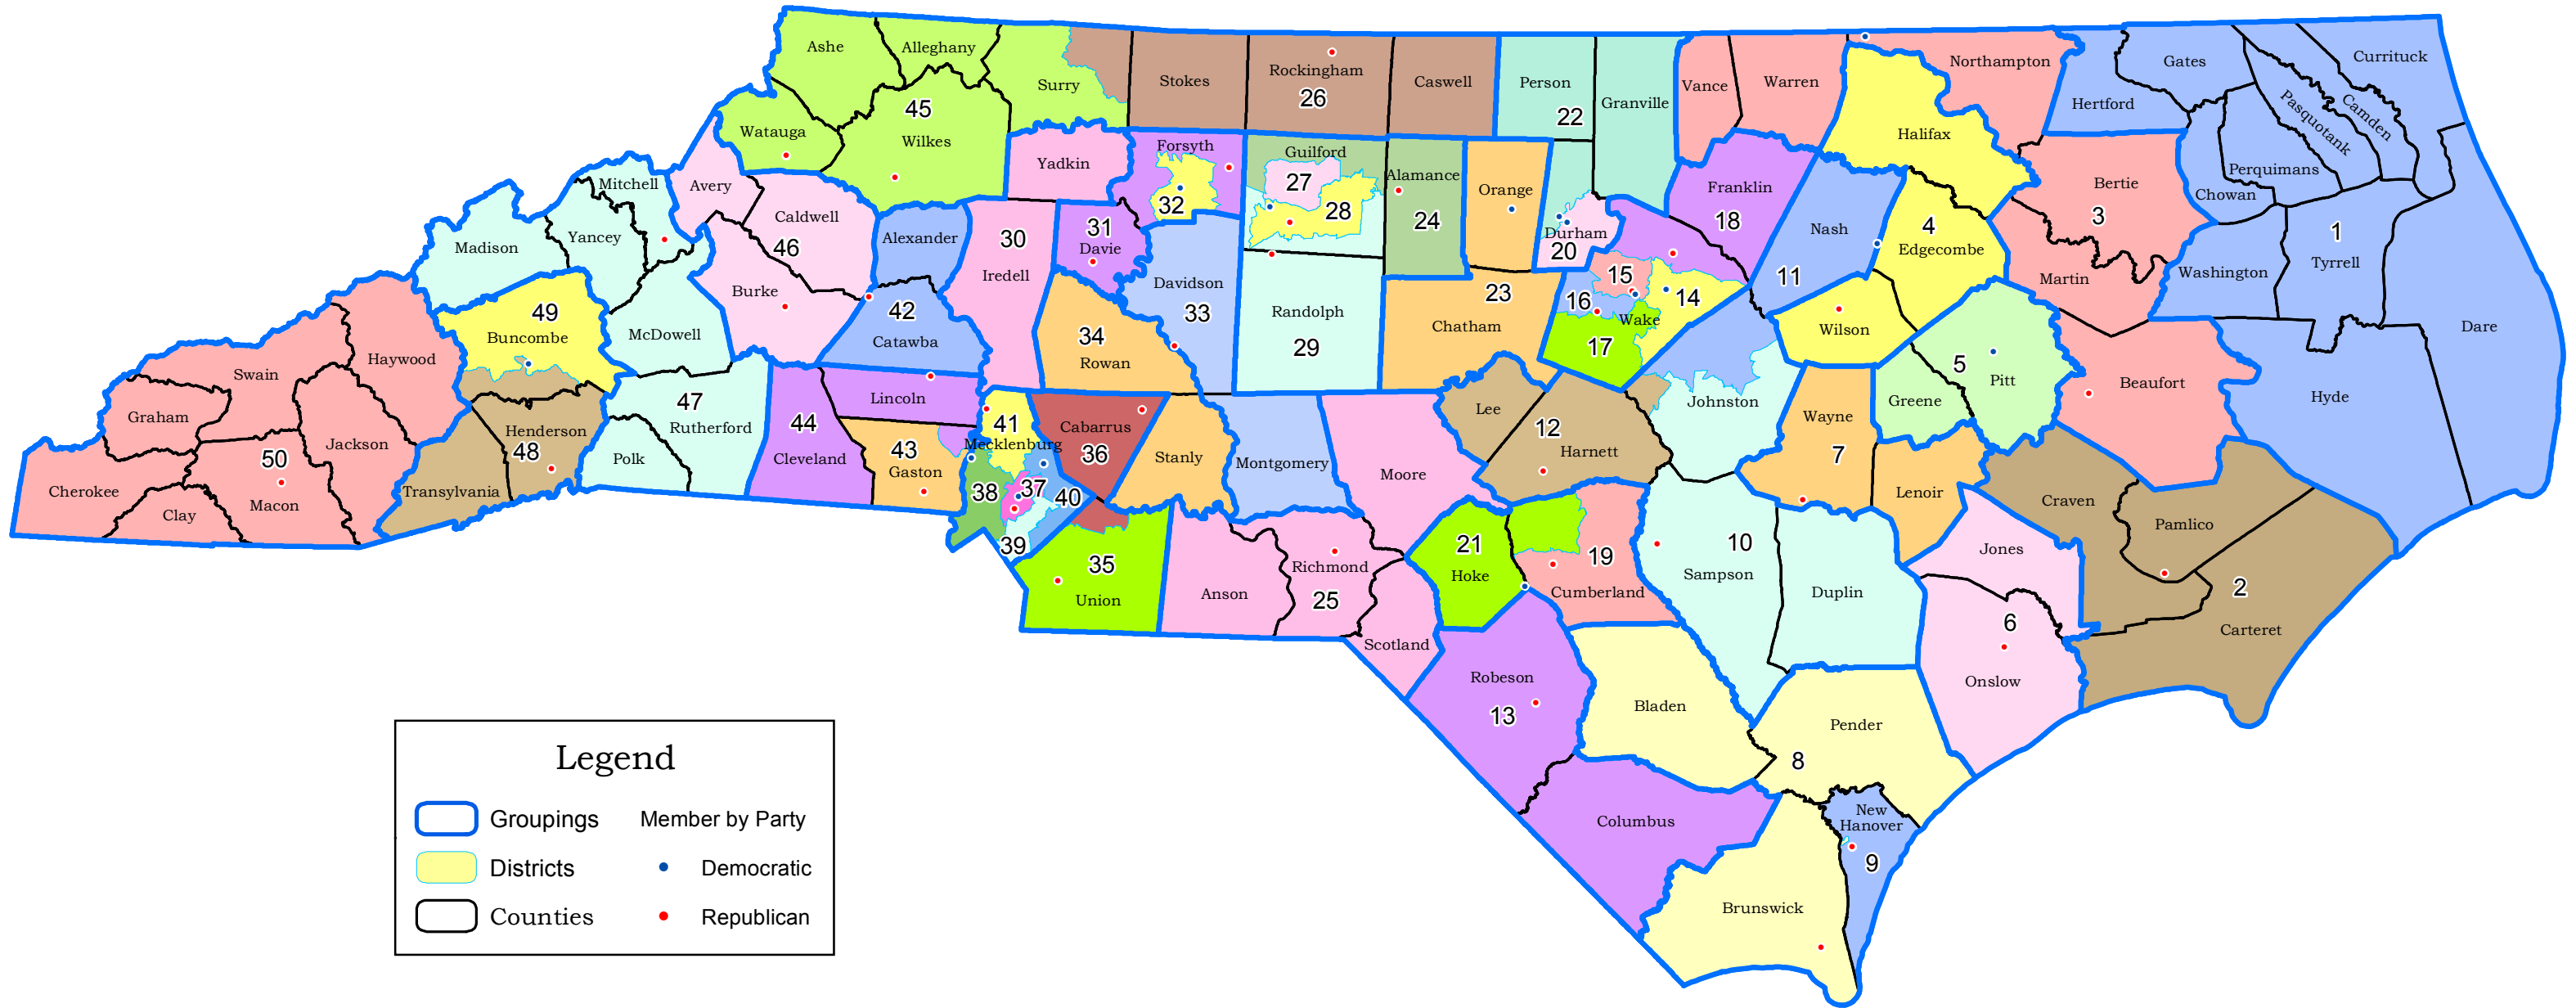 Ashe
Alleghany
Surry
Stokes
Rockingham
26
Caswell
Person
22
Granville
Vance
Warren
Northampton
Hertford
Gates
Pasquotank
Camden
Currituck
Watauga
45
Wilkes
Yadkin
Forsyth
32
Guilford
27
28
Alamance
24
Orange
Durham
20
Franklin
18
Halifax
Nash
11
4
Edgecombe
Bertie
3
Martin
Perquimans
Chowan
Washington
1
Tyrrell
Dare
Hyde
Mitchell
Avery
Caldwell
46
Burke
Alexander
42
Catawba
30
Iredell
31
Davie
Davidson
33
34
Rowan
Randolph
29
23
Chatham
15
16
14
Wake
17
Wilson
5
Pitt
Greene
Beaufort
Madison
Yancey
49
Buncombe
McDowell
Haywood
Swain
Graham
Jackson
50
Macon
Cherokee
Clay
Transylvania
Henderson
48
47
Rutherford
Polk
44
Cleveland
Lincoln
43
Gaston
41
Mecklenburg
38
37
40
39
Cabarrus
36
Stanly
Montgomery
Moore
Lee
12
Harnett
Johnston
Wayne
7
Lenoir
Craven
Pamlico
2
Carteret
Jones
6
Onslow
35
Union
Anson
Richmond
25
Scotland
21
Hoke
19
Cumberland
10
Sampson
Duplin
Robeson
13
Bladen
Pender
8
Columbus
New
Hanover
9
Brunswick
Legend
Groupings
Member by Party
Districts
Democratic
Counties
Republican